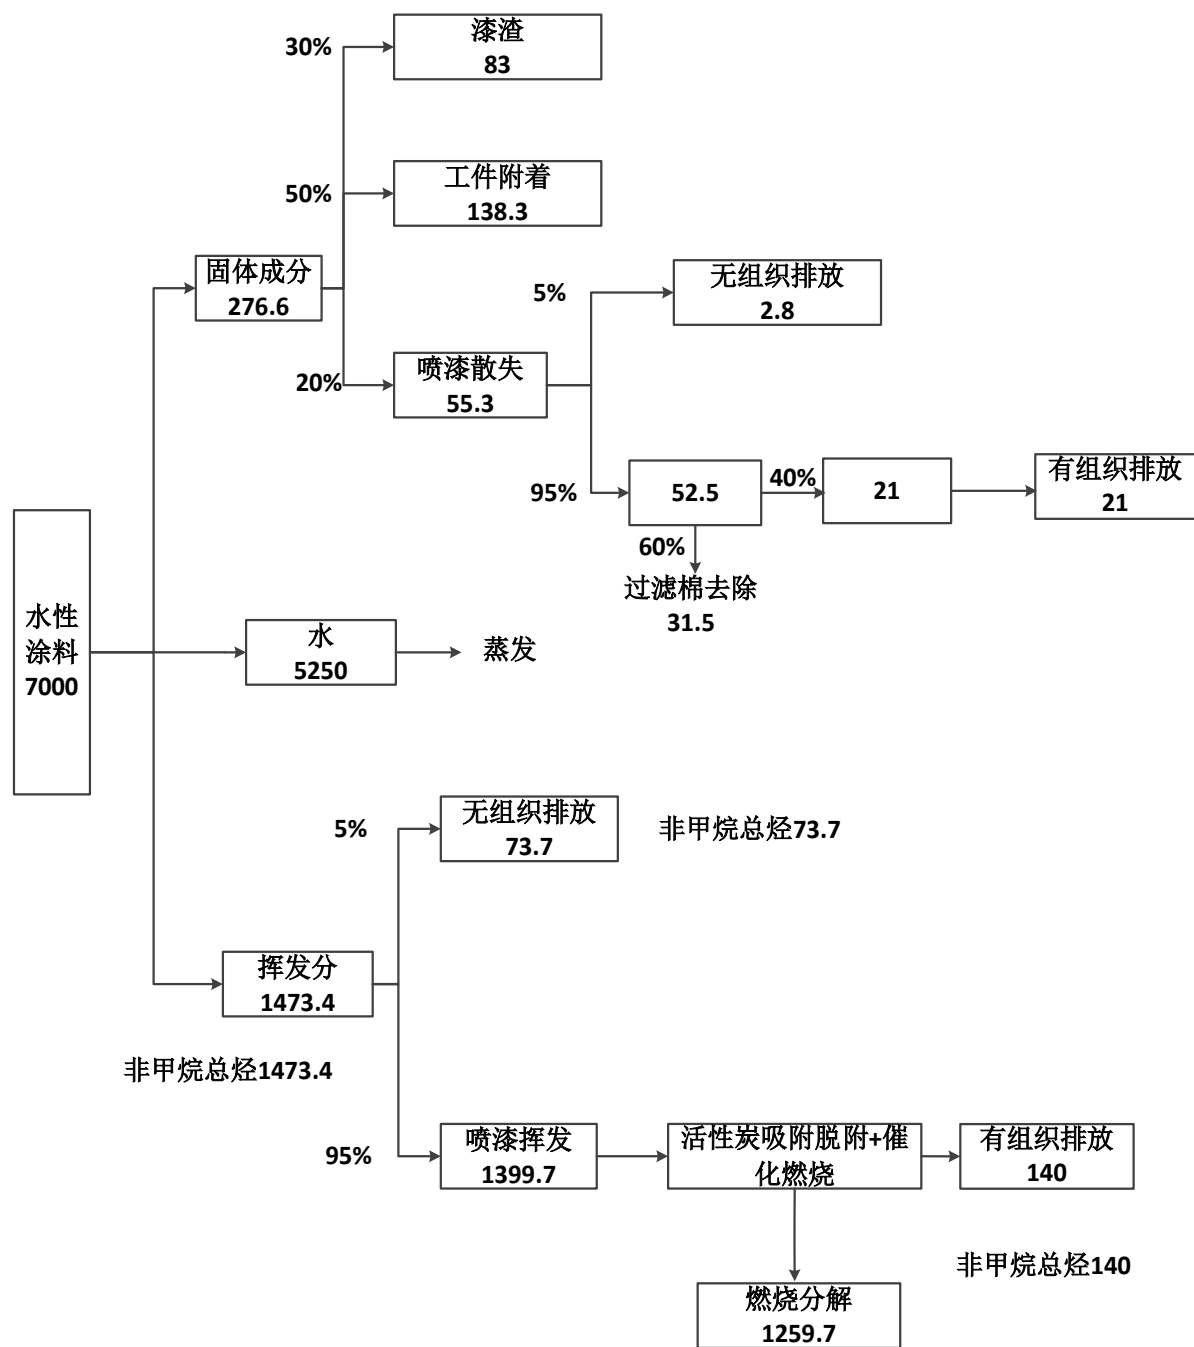 30%
漆渣
83
50%
工件附着
138.3
固体成分
276.6
5%
无组织排放
2.8
20%
喷漆散失
55.3
95%
52.5
40%
21
有组织排放
21
60%
过滤棉去除
31.5
水性
涂料
7000
水
5250
蒸发
5%
无组织排放
73.7
非甲烷总烃73.7
挥发分
1473.4
非甲烷总烃1473.4
95%
喷漆挥发
1399.7
活性炭吸附脱附+催
化燃烧
有组织排放
140
非甲烷总烃140
燃烧分解
1259.7